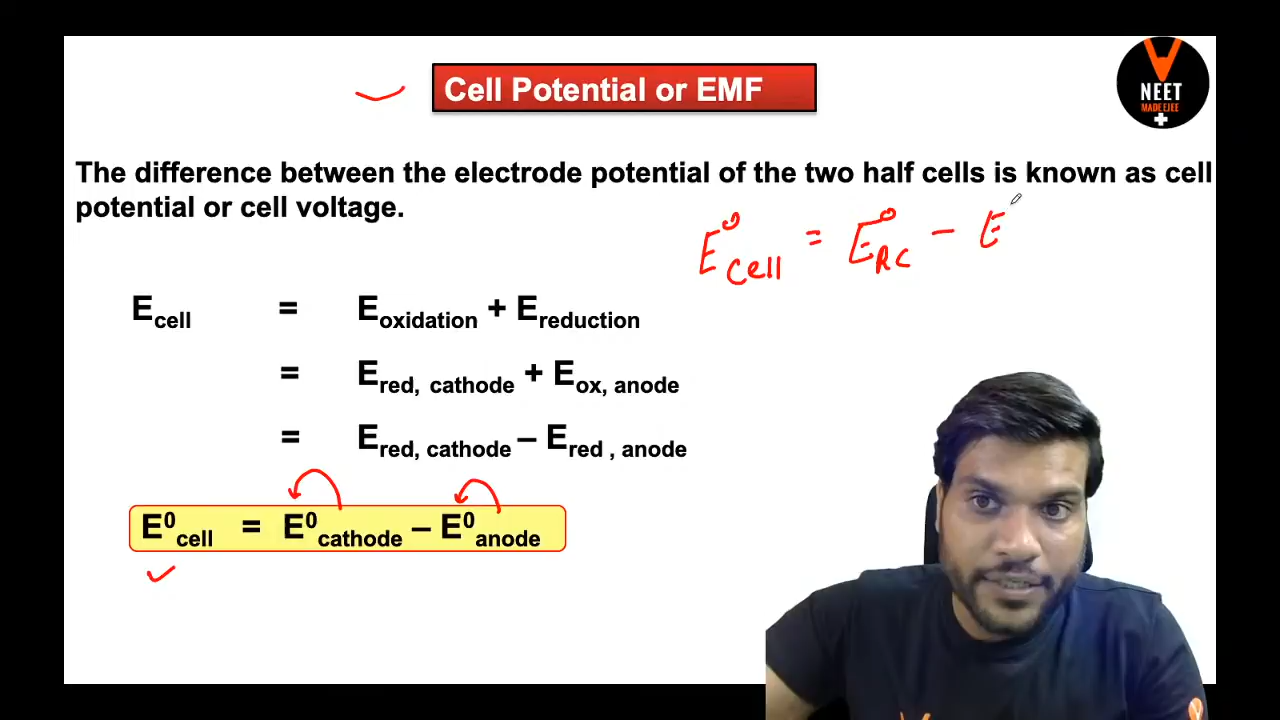 Cell Potential or EMF
NEET
MADE EJEE
The difference between the electrode potential of the two half cells is known as cell
potential or cell voltage.
E⁰Cell = E⁰RC – E
Ecell = Eoxidation + Ereduction
= Ered, cathode + Eox, anode
= Ered, cathode – Ered , anode
E⁰cell = E⁰cathode – E⁰anode